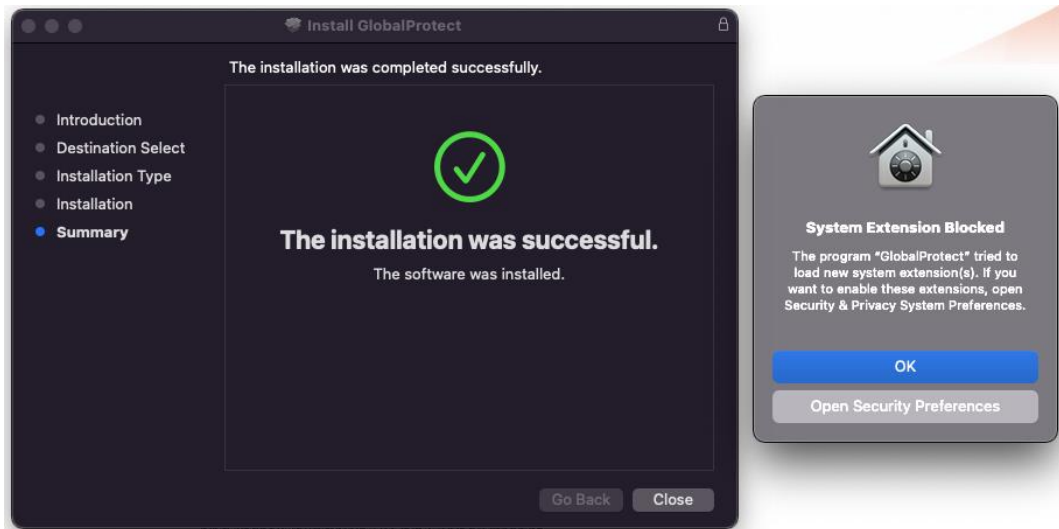 Install GlobalProtect
The installation was completed successfully.
Introduction
Destination Select
Installation Type
Installation
Summary
The installation was successful.
The software was installed.
Go Back
Close
System Extension Blocked
The program "GlobalProtect" tried to
load new system extension(s). If you
want to enable these extensions, open
Security & Privacy System Preferences.
OK
Open Security Preferences